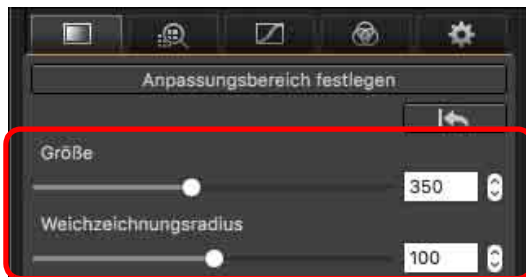 Anpassungsbereich festlegen
Größe
350
Weichzeichnungsradius
100